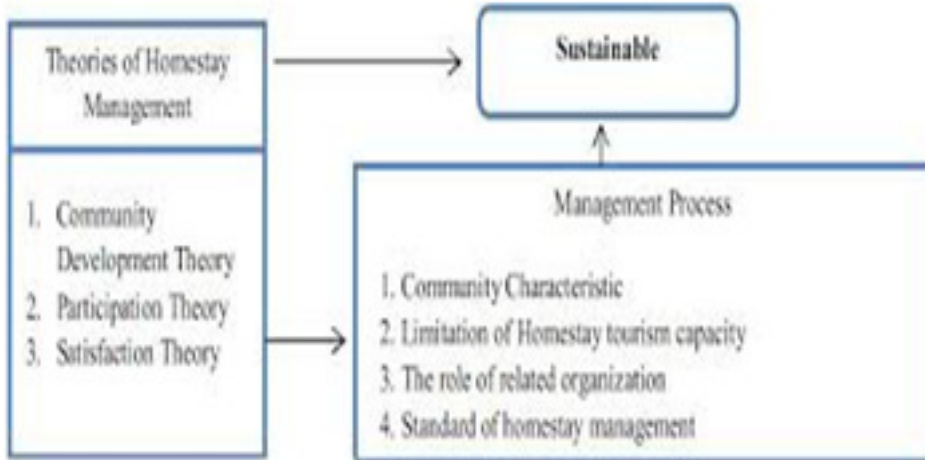 Theories of Homestay
Management
1. Community
Development Theory
2. Participation Theory
3. Satisfaction Theory
Sustainable
Management Process
1. Community Characteristic
2. Limitation of Homestay tourism capacity
3. The role of related organization
4. Standard of homestay management